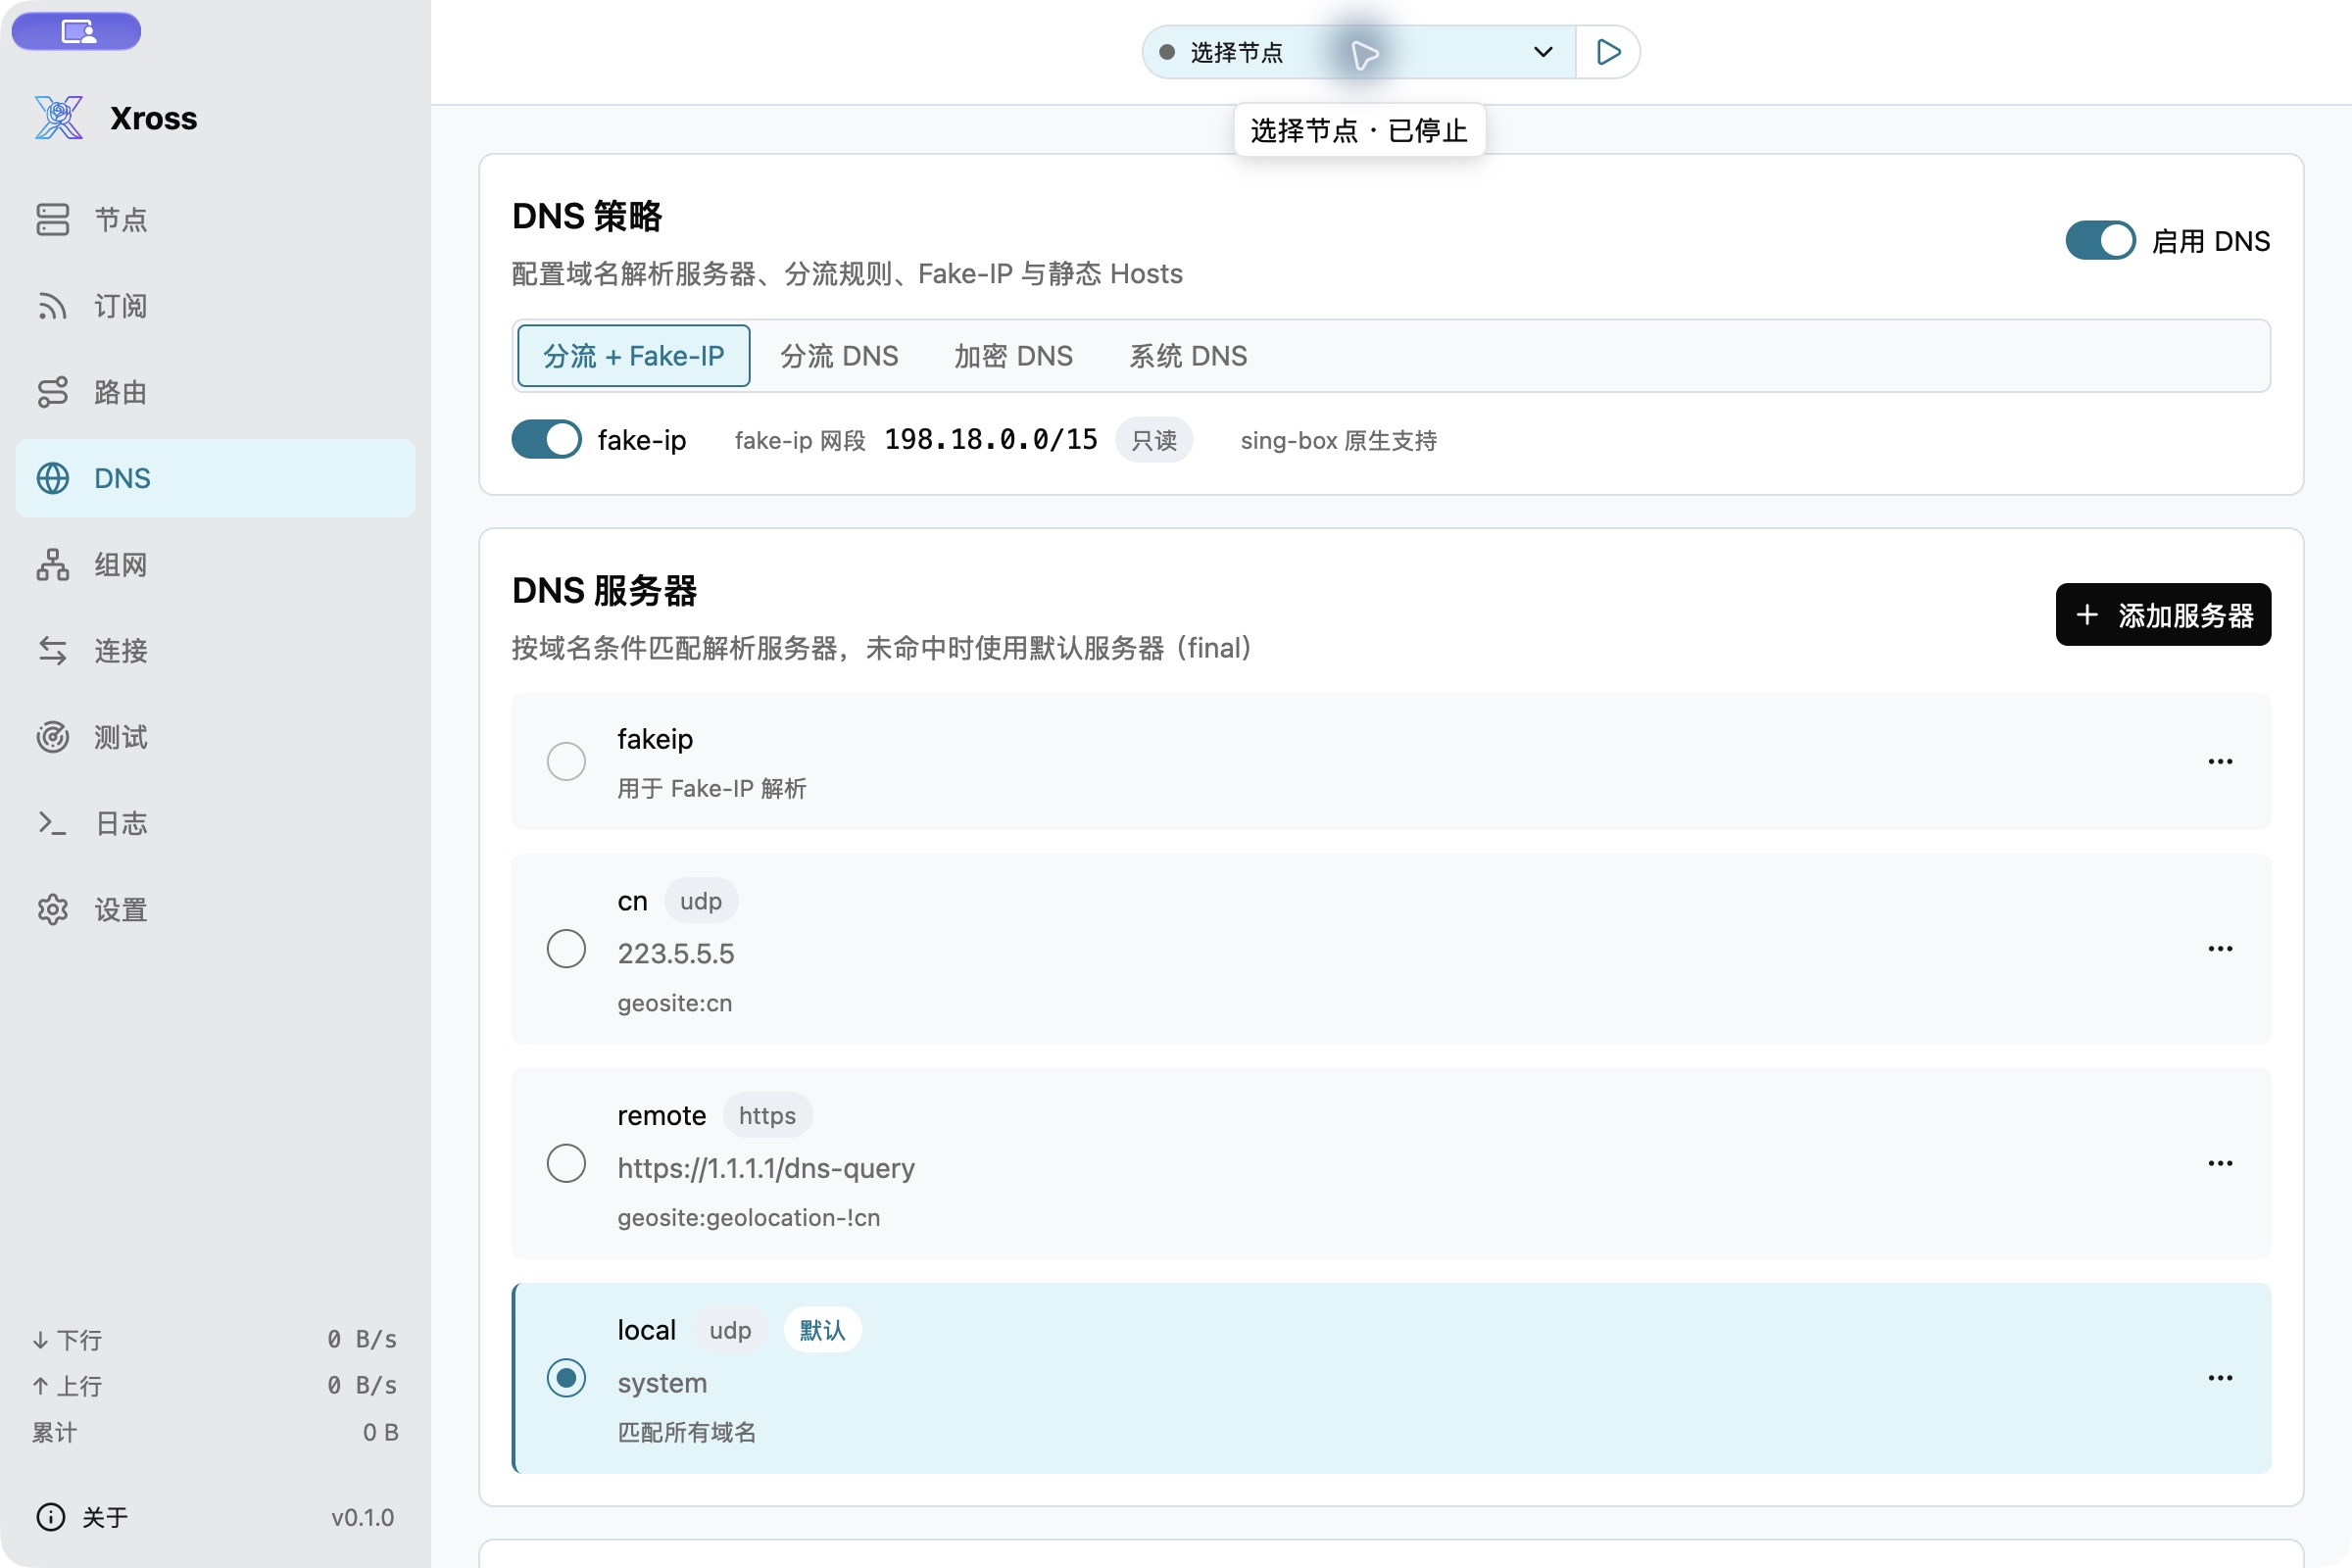 Xross
节点
订阅
路由
DNS
组网
连接
测试
日志
设置
↓ 下行 0 B/s
↑ 上行 0 B/s
累计 0 B
关于 v0.1.0
选择节点
选择节点 · 已停止
DNS 策略
配置域名解析服务器、分流规则、Fake-IP 与静态 Hosts
启用 DNS
分流 + Fake-IP 分流 DNS 加密 DNS 系统 DNS
fake-ip fake-ip 网段 198.18.0.0/15 只读 sing-box 原生支持
DNS 服务器
按域名条件匹配解析服务器，未命中时使用默认服务器（final）
+ 添加服务器
fakeip
用于 Fake-IP 解析
cn udp
223.5.5.5
geosite:cn
remote https
https://1.1.1.1/dns-query
geosite:geolocation-!cn
local udp 默认
system
匹配所有域名